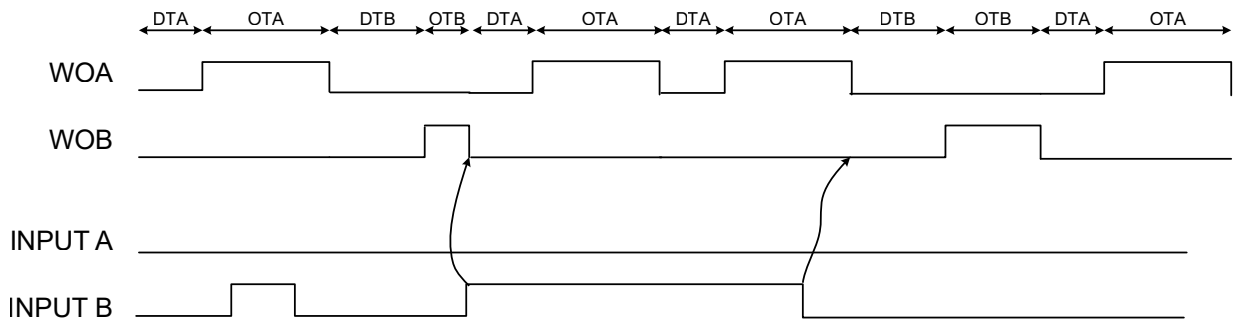 DTA OTA DTB OTB DTA OTA DTA OTA DTB OTB DTA OTA
WOA
WOB
INPUT A
INPUT B